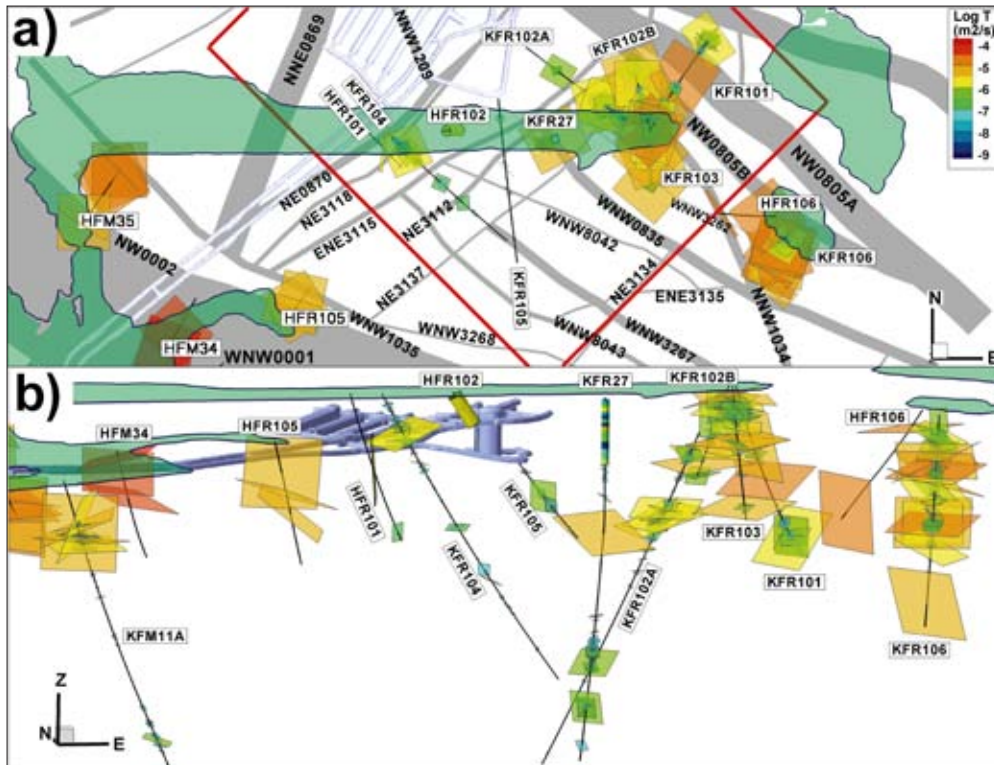 a)
NNE0869
NNW1209
KFR102A
KFR102B
Log T
(m2/s)
-4
-5
-6
-7
-8
-9
KFR104
HFR101
HFR102
KFR27
KFR101
NW0805B
NW0805A
KFR103
HFM35
NE0870
NE3118
ENE3115
NE3112
WNW0835
WNW8042
HFR106
KFR106
NW0002
NE3137
KFR105
NE3134
ENE3135
NNW1034
HFR105
WNW1035
WNW3268
WNW8043
WNW3267
HFM34
WNW0001
N
E
b)
HFR102
KFR27
KFR102B
HFM34
HFR105
HFR106
HFR101
KFR105
KFR103
KFR104
KFR101
KFR102A
KFM11A
KFR106
Z
N
E